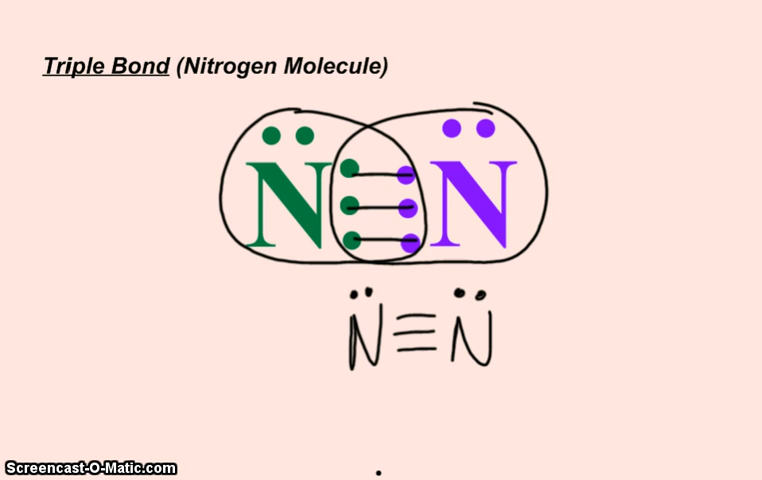 Triple Bond (Nitrogen Molecule)
N N
N≡N
Screencast-O-Matic.com